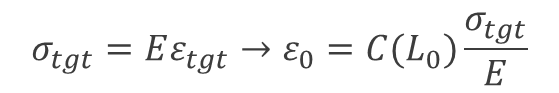 σ_tgt = Eε_tgt → ε_0 = C(L_0) σ_tgt / E